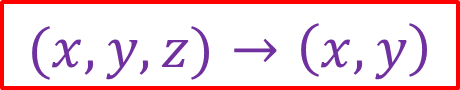 (𝑥, 𝑦, 𝑧) → (𝑥, 𝑦)